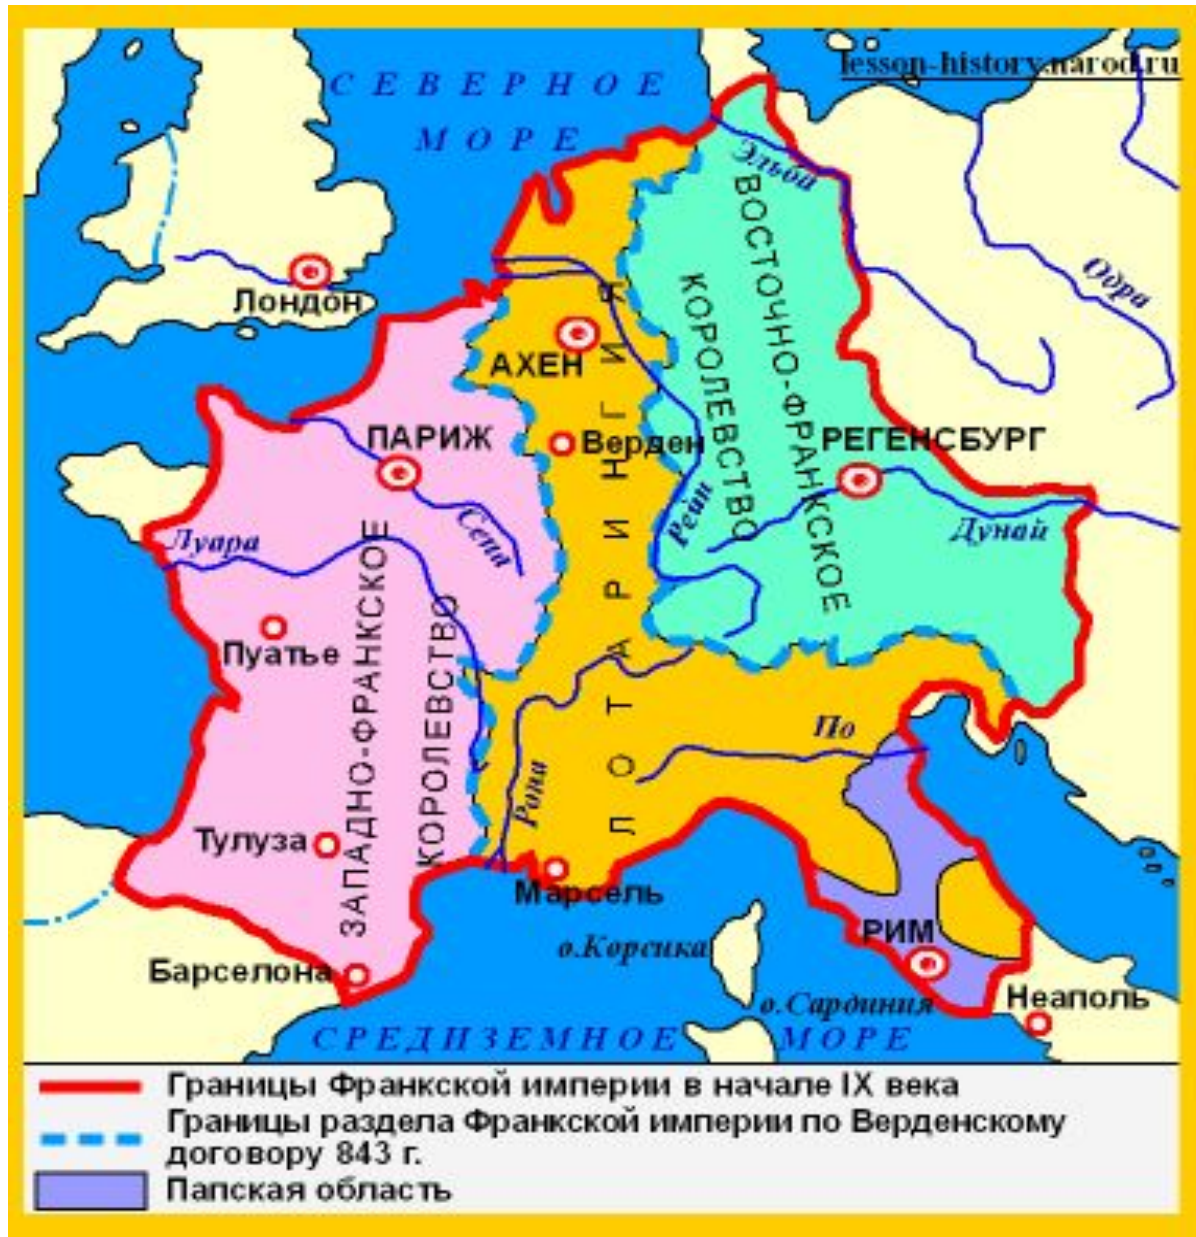 lesson-history.narod.ru
СЕВЕРНОЕ
МОРЕ
Эльба
Одра
Лондон
АХЕН
ПАРИЖ
Верден
РЕГЕНСБУРГ
Луара
Сена
Рейн
Дунай
Пуатье
ЗАПАДНО-ФРАНКСКОЕ
КОРОЛЕВСТВО
ЛОТАРИНГИЯ
ВОСТОЧНО-ФРАНКСКОЕ
КОРОЛЕВСТВО
По
Рона
Тулуза
Марсель
РИМ
о.Корсика
Барселона
о.Сардиния
Неаполь
СРЕДИЗЕМНОЕ МОРЕ
Границы Франкской империи в начале IX века
Границы раздела Франкской империи по Верденскому
договору 843 г.
Папская область